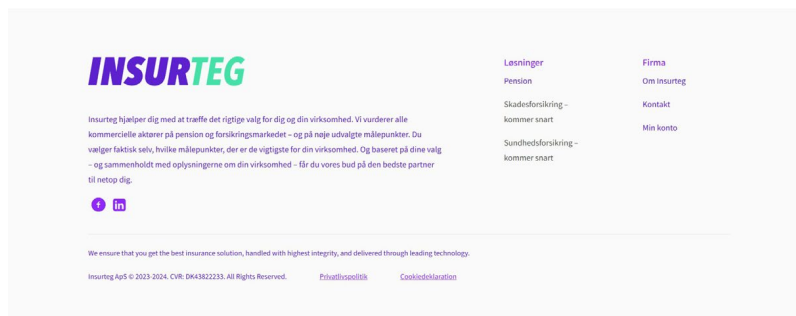 INSURTEG
Insurteg hjælper dig med at træffe det rigtige valg for dig og din virksomhed. Vi vurderer alle
kommercielle aktører på pension og forsikringsmarkedet – og på nøje udvalgte målepunkter. Du
vælger faktisk selv, hvilke målepunkter, der er de vigtigste for din virksomhed. Og baseret på dine valg
– og sammenholdt med oplysningerne om din virksomhed – får du vores bud på den bedste partner
til netop dig.
Løsninger
Pension
Skadesforsikring –
kommer snart
Sundhedsforsikring –
kommer snart
Firma
Om Insurteg
Kontakt
Min konto
We ensure that you get the best insurance solution, handled with highest integrity, and delivered through leading technology.
Insurteg ApS © 2023-2024. CVR: DK43822233. All Rights Reserved. Privatlivspolitik Cookiedeklaration